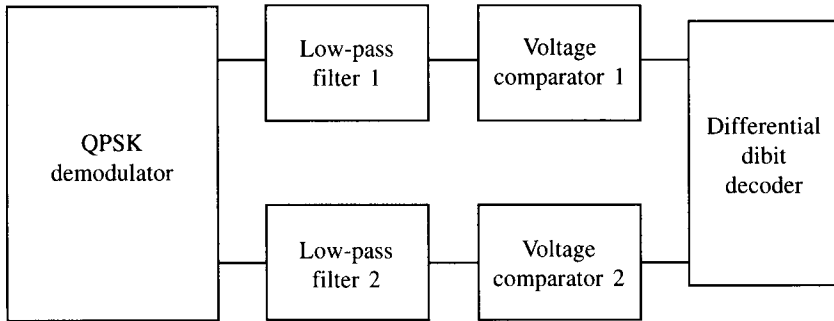 QPSK
demodulator
Low-pass
filter 1
Voltage
comparator 1
Low-pass
filter 2
Voltage
comparator 2
Differential
dibit
decoder